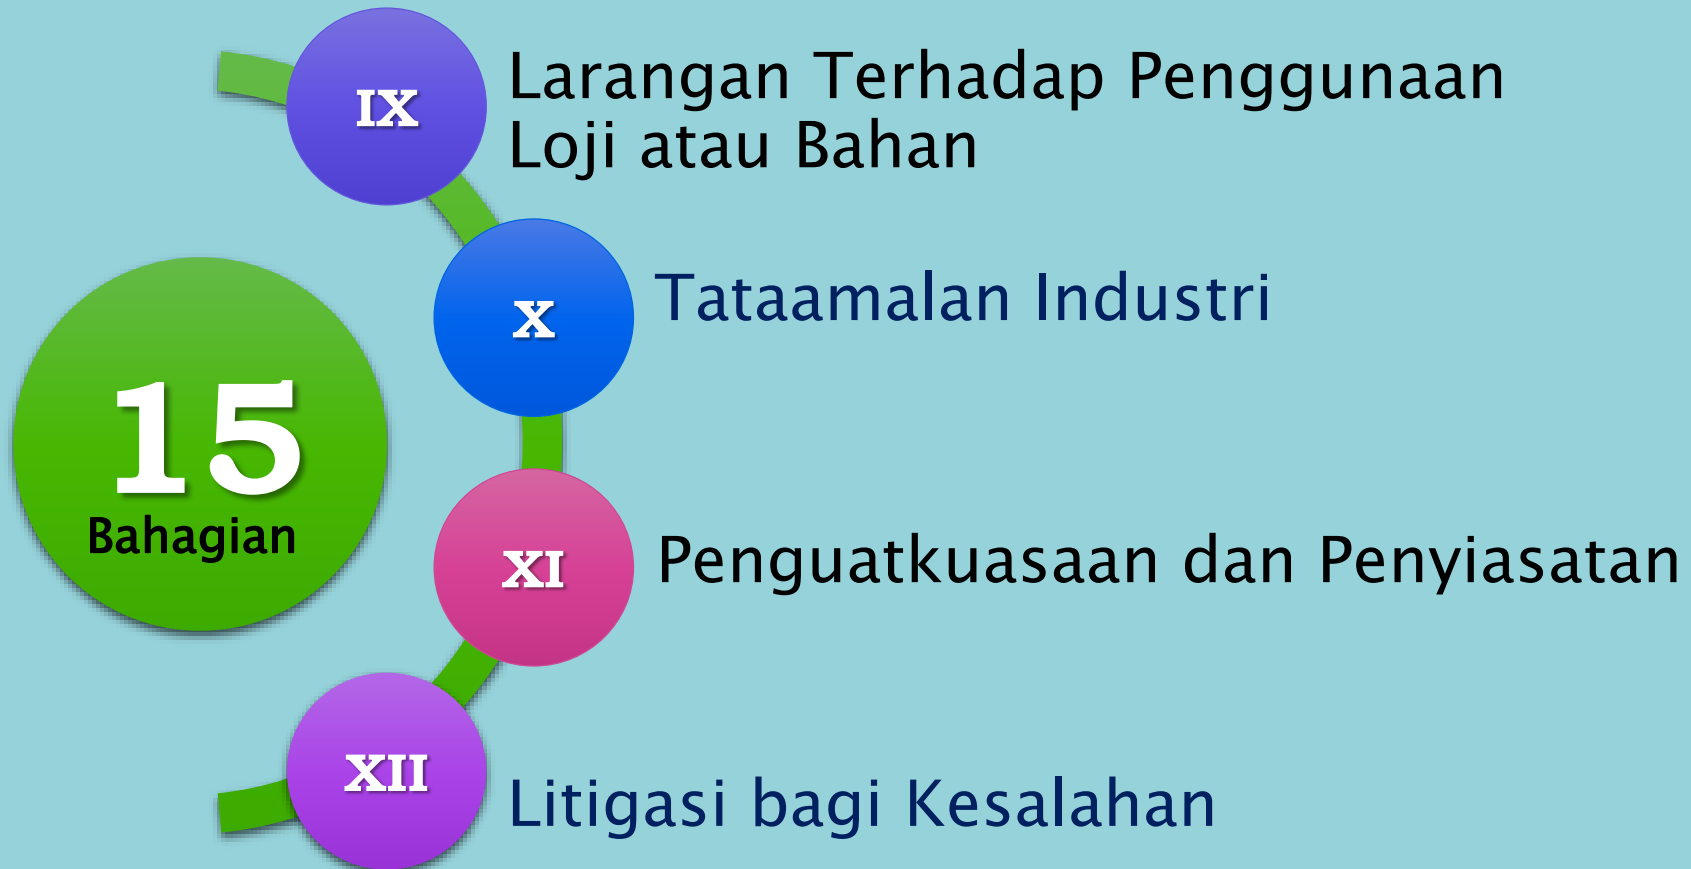 15
Bahagian
IX
Larangan Terhadap Penggunaan
Loji atau Bahan
X
Tataamalan Industri
XI
Penguatkuasaan dan Penyiasatan
XII
Litigasi bagi Kesalahan